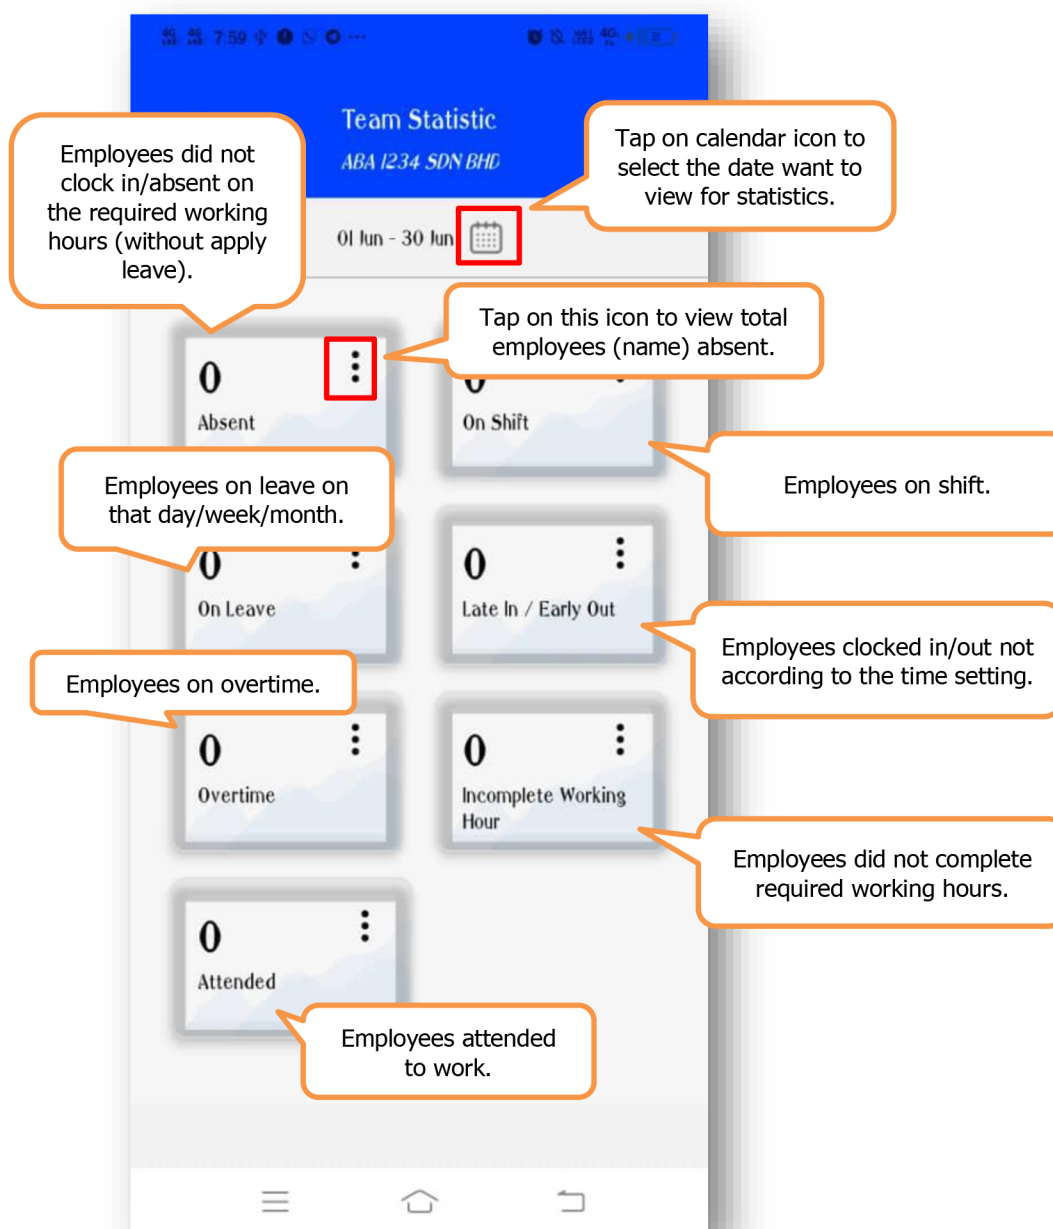 7:59
Team Statistic
ABA 1234 SDN BHD
Employees did not
clock in/absent on
the required working
hours (without apply
leave).
Tap on calendar icon to
select the date want to
view for statistics.
01 Jun - 30 Jun
Tap on this icon to view total
employees (name) absent.
0
Absent
0
On Shift
Employees on shift.
Employees on leave on
that day/week/month.
0
On Leave
0
Late In / Early Out
Employees clocked in/out not
according to the time setting.
Employees on overtime.
0
Overtime
0
Incomplete Working
Hour
Employees did not complete
required working hours.
0
Attended
Employees attended
to work.